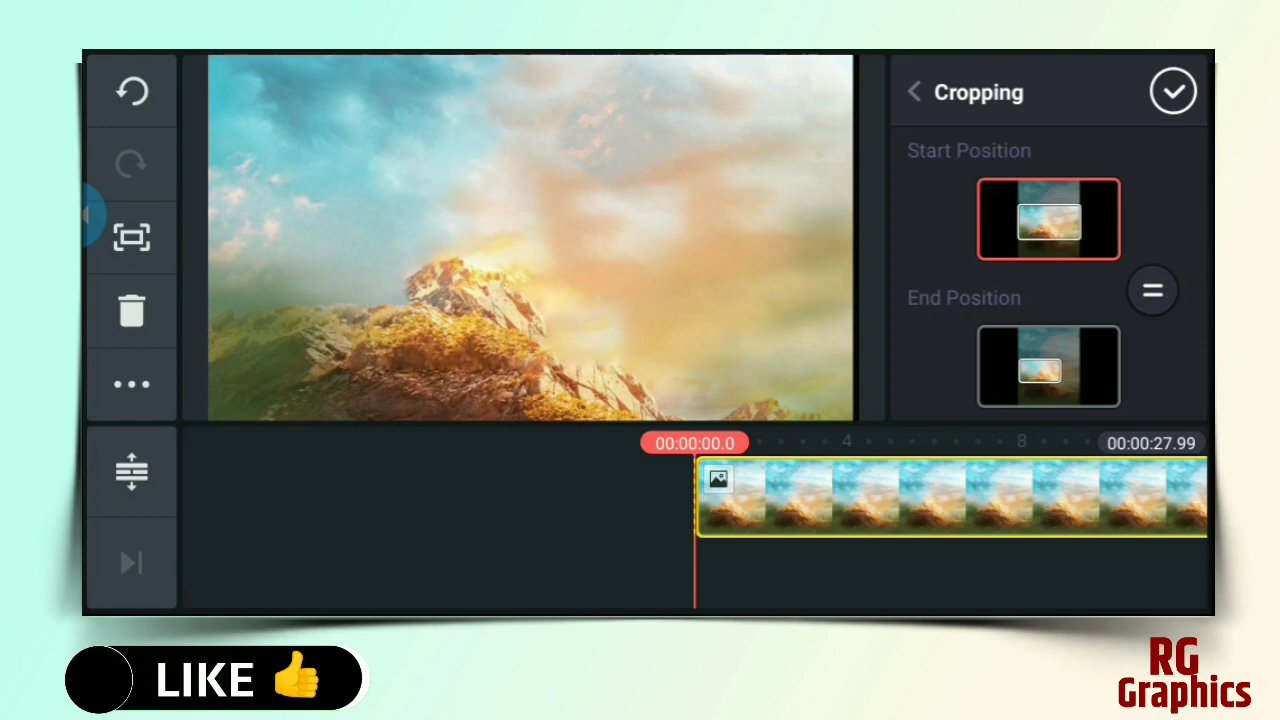 Cropping
Start Position
End Position
00:00:00.0
4
8
00:00:27.99
LIKE 👍
RG
Graphics